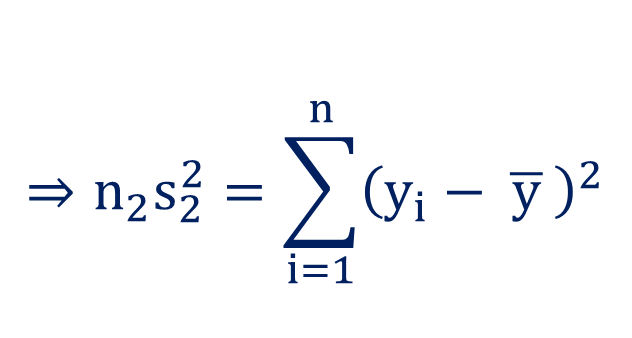 ⇒ n₂s₂² = ∑ᵢ₌₁ⁿ (yᵢ − ȳ)²